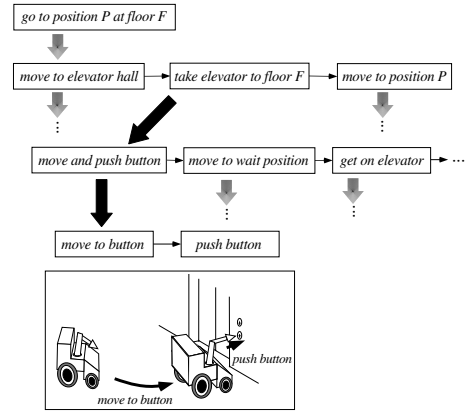 go to position P at floor F
move to elevator hall
take elevator to floor F
move to position P
move and push button
move to wait position
get on elevator
...
move to button
push button
push button
move to button